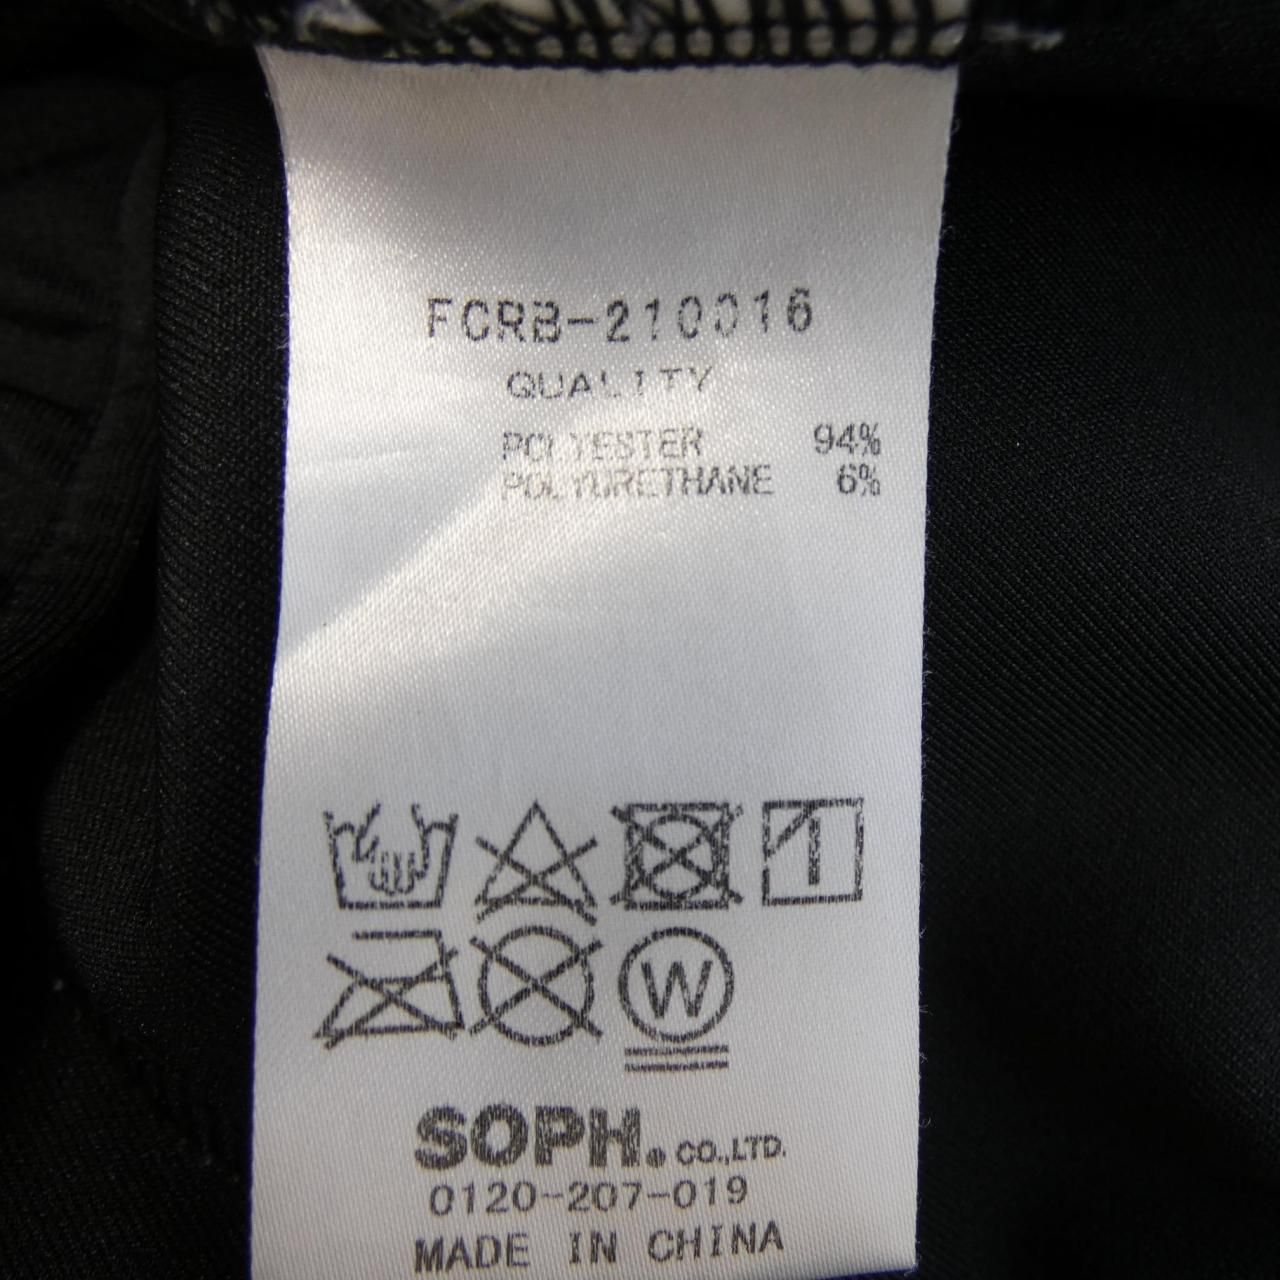 FCRB-210016
QUALITY
POLYESTER 94%
POLYURETHANE 6%
W
SOPH. CO.,LTD.
0120-207-019
MADE IN CHINA